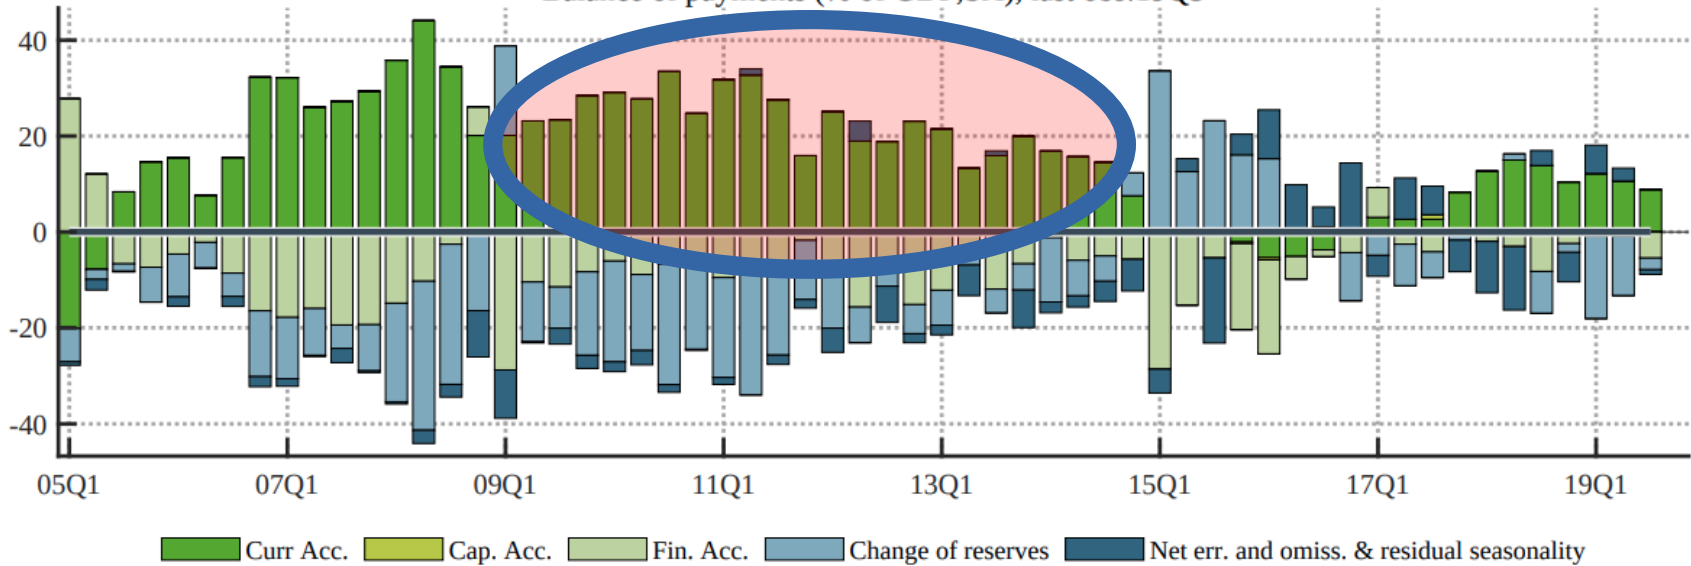 40
20
0
-20
-40
05Q1 07Q1 09Q1 11Q1 13Q1 15Q1 17Q1 19Q1
Curr Acc. Cap. Acc. Fin. Acc. Change of reserves Net err. and omiss. & residual seasonality